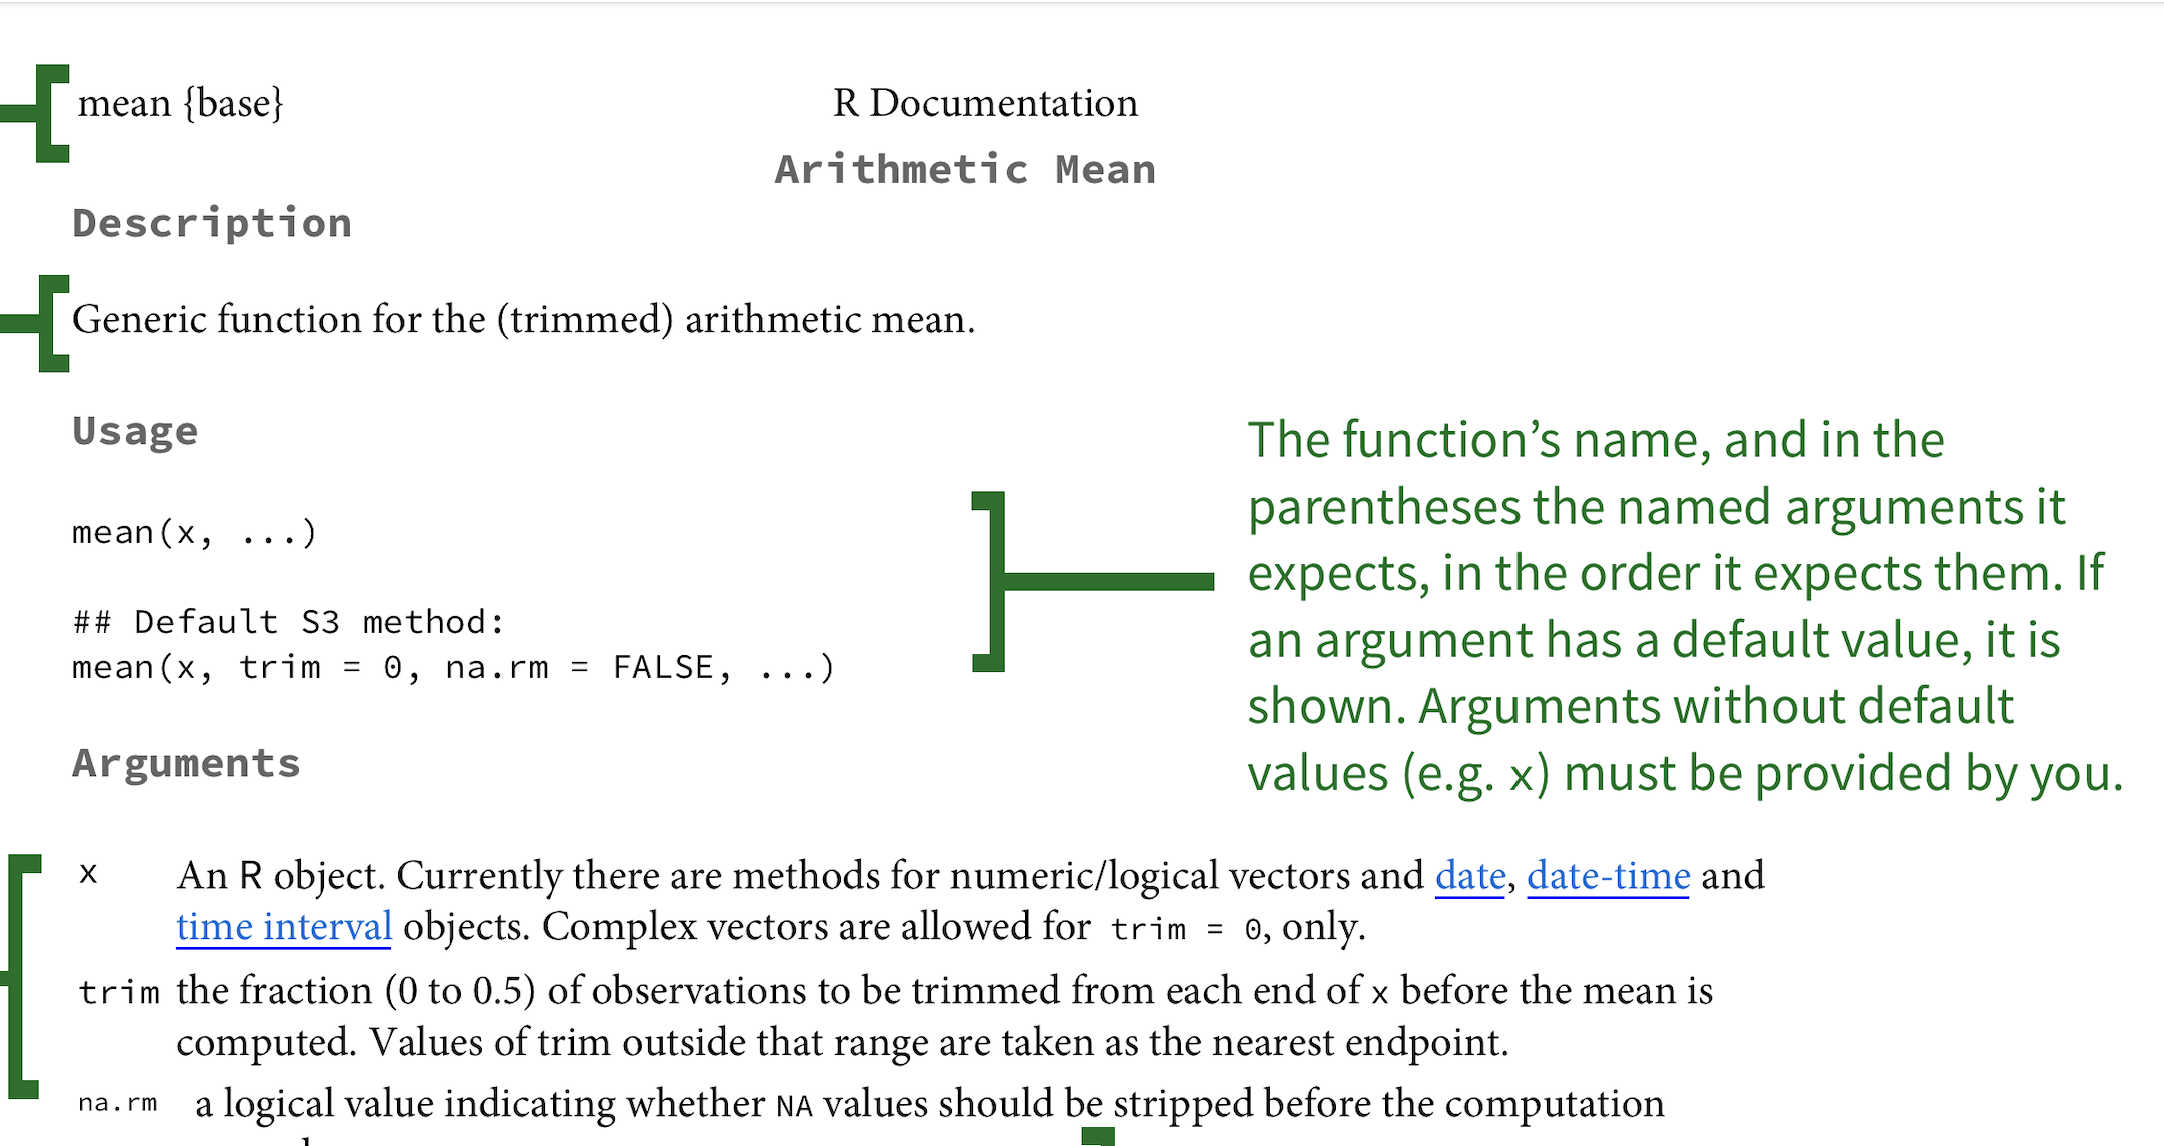 mean {base}
R Documentation
Arithmetic Mean
Description
Generic function for the (trimmed) arithmetic mean.
Usage
mean(x, ...)
## Default S3 method:
mean(x, trim = 0, na.rm = FALSE, ...)
The function’s name, and in the
parentheses the named arguments it
expects, in the order it expects them. If
an argument has a default value, it is
shown. Arguments without default
values (e.g. x) must be provided by you.
Arguments
x An R object. Currently there are methods for numeric/logical vectors and date, date-time and
time interval objects. Complex vectors are allowed for trim = 0, only.
trim the fraction (0 to 0.5) of observations to be trimmed from each end of x before the mean is
computed. Values of trim outside that range are taken as the nearest endpoint.
na.rm a logical value indicating whether NA values should be stripped before the computation